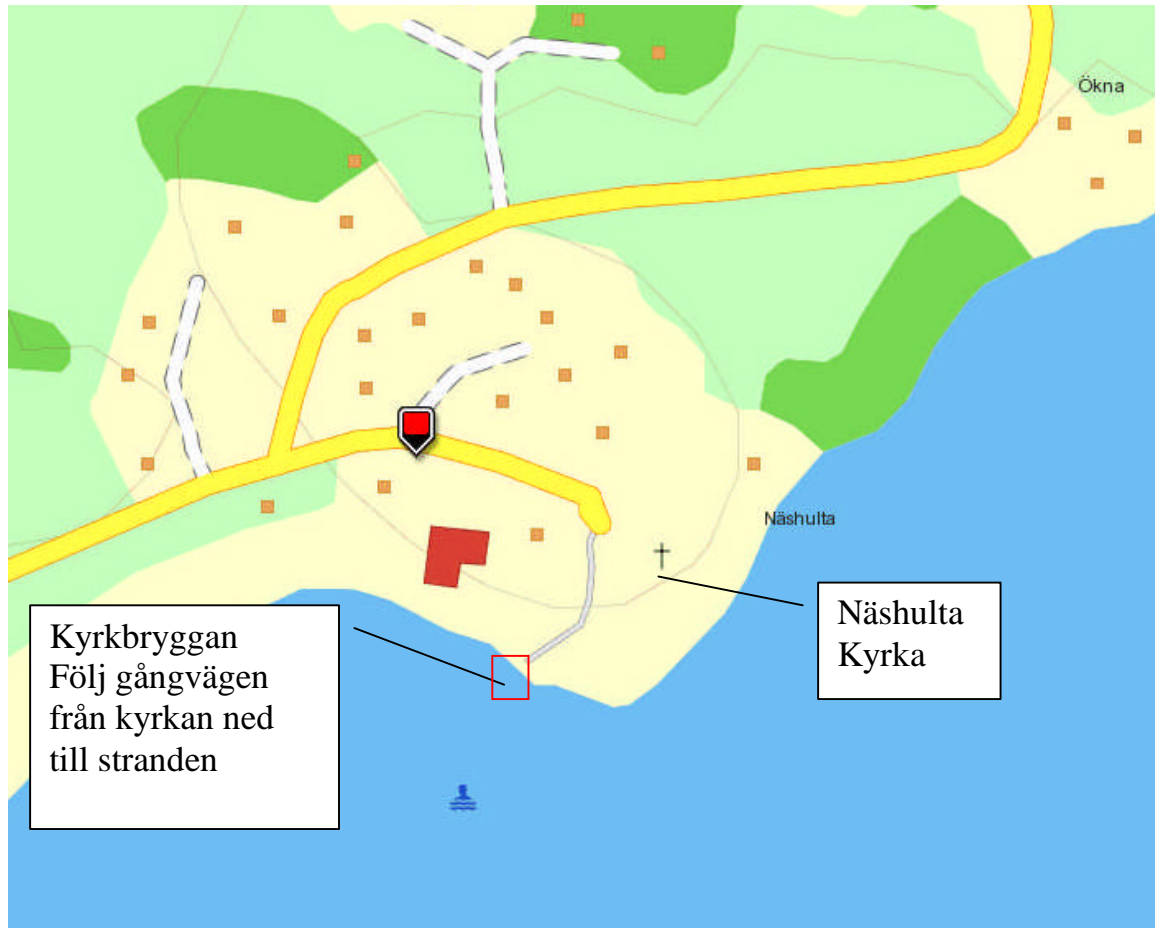 Ökna
Näshulta
Näshulta
Kyrka
Kyrkbryggan
Följ gångvägen
från kyrkan ned
till stranden